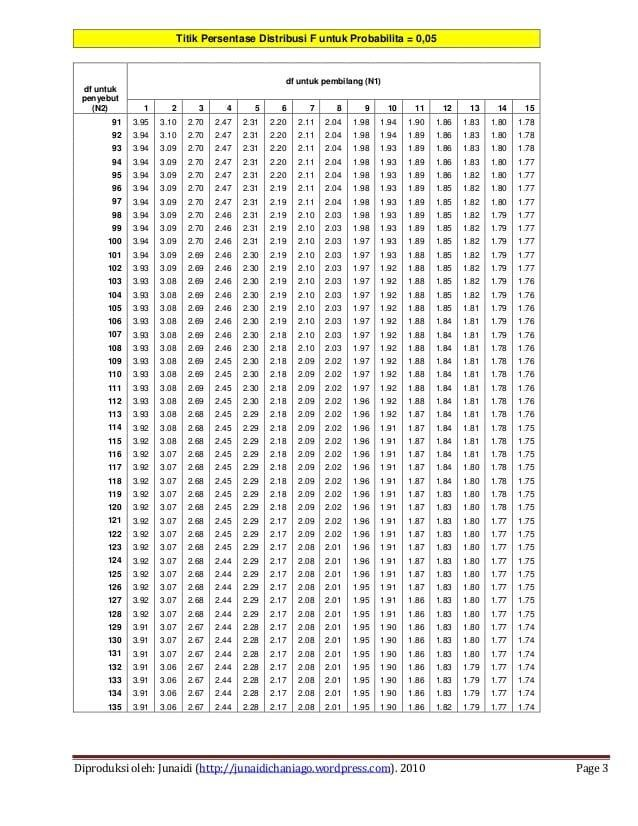 Titik Persentase Distribusi F untuk Probabilita = 0,05
df untuk penyebut (N2)
df untuk pembilang (N1)
1 2 3 4 5 6 7 8 9 10 11 12 13 14 15
91 3.95 3.10 2.70 2.47 2.31 2.20 2.11 2.04 1.98 1.94 1.90 1.86 1.83 1.80 1.78
92 3.94 3.10 2.70 2.47 2.31 2.20 2.11 2.04 1.98 1.94 1.89 1.86 1.83 1.80 1.78
93 3.94 3.09 2.70 2.47 2.31 2.20 2.11 2.04 1.98 1.93 1.89 1.86 1.83 1.80 1.78
94 3.94 3.09 2.70 2.47 2.31 2.20 2.11 2.04 1.98 1.93 1.89 1.86 1.83 1.80 1.77
95 3.94 3.09 2.70 2.47 2.31 2.20 2.11 2.04 1.98 1.93 1.89 1.86 1.82 1.80 1.77
96 3.94 3.09 2.70 2.47 2.31 2.19 2.11 2.04 1.98 1.93 1.89 1.85 1.82 1.80 1.77
97 3.94 3.09 2.70 2.47 2.31 2.19 2.11 2.04 1.98 1.93 1.89 1.85 1.82 1.80 1.77
98 3.94 3.09 2.70 2.46 2.31 2.19 2.10 2.03 1.98 1.93 1.89 1.85 1.82 1.79 1.77
99 3.94 3.09 2.70 2.46 2.31 2.19 2.10 2.03 1.98 1.93 1.89 1.85 1.82 1.79 1.77
100 3.94 3.09 2.70 2.46 2.31 2.19 2.10 2.03 1.97 1.93 1.89 1.85 1.82 1.79 1.77
101 3.94 3.09 2.69 2.46 2.30 2.19 2.10 2.03 1.97 1.93 1.88 1.85 1.82 1.79 1.77
102 3.93 3.09 2.69 2.46 2.30 2.19 2.10 2.03 1.97 1.92 1.88 1.85 1.82 1.79 1.77
103 3.93 3.08 2.69 2.46 2.30 2.19 2.10 2.03 1.97 1.92 1.88 1.85 1.82 1.79 1.76
104 3.93 3.08 2.69 2.46 2.30 2.19 2.10 2.03 1.97 1.92 1.88 1.85 1.82 1.79 1.76
105 3.93 3.08 2.69 2.46 2.30 2.19 2.10 2.03 1.97 1.92 1.88 1.85 1.81 1.79 1.76
106 3.93 3.08 2.69 2.46 2.30 2.19 2.10 2.03 1.97 1.92 1.88 1.84 1.81 1.79 1.76
107 3.93 3.08 2.69 2.46 2.30 2.18 2.10 2.03 1.97 1.92 1.88 1.84 1.81 1.79 1.76
108 3.93 3.08 2.69 2.46 2.30 2.18 2.10 2.03 1.97 1.92 1.88 1.84 1.81 1.78 1.76
109 3.93 3.08 2.69 2.45 2.30 2.18 2.09 2.02 1.97 1.92 1.88 1.84 1.81 1.78 1.76
110 3.93 3.08 2.69 2.45 2.30 2.18 2.09 2.02 1.97 1.92 1.88 1.84 1.81 1.78 1.76
111 3.93 3.08 2.69 2.45 2.30 2.18 2.09 2.02 1.97 1.92 1.88 1.84 1.81 1.78 1.76
112 3.93 3.08 2.69 2.45 2.30 2.18 2.09 2.02 1.96 1.92 1.88 1.84 1.81 1.78 1.76
113 3.93 3.08 2.68 2.45 2.29 2.18 2.09 2.02 1.96 1.92 1.87 1.84 1.81 1.78 1.76
114 3.92 3.08 2.68 2.45 2.29 2.18 2.09 2.02 1.96 1.91 1.87 1.84 1.81 1.78 1.75
115 3.92 3.08 2.68 2.45 2.29 2.18 2.09 2.02 1.96 1.91 1.87 1.84 1.81 1.78 1.75
116 3.92 3.07 2.68 2.45 2.29 2.18 2.09 2.02 1.96 1.91 1.87 1.84 1.81 1.78 1.75
117 3.92 3.07 2.68 2.45 2.29 2.18 2.09 2.02 1.96 1.91 1.87 1.84 1.80 1.78 1.75
118 3.92 3.07 2.68 2.45 2.29 2.18 2.09 2.02 1.96 1.91 1.87 1.84 1.80 1.78 1.75
119 3.92 3.07 2.68 2.45 2.29 2.18 2.09 2.02 1.96 1.91 1.87 1.83 1.80 1.78 1.75
120 3.92 3.07 2.68 2.45 2.29 2.18 2.09 2.02 1.96 1.91 1.87 1.83 1.80 1.78 1.75
121 3.92 3.07 2.68 2.45 2.29 2.17 2.09 2.02 1.96 1.91 1.87 1.83 1.80 1.77 1.75
122 3.92 3.07 2.68 2.45 2.29 2.17 2.09 2.02 1.96 1.91 1.87 1.83 1.80 1.77 1.75
123 3.92 3.07 2.68 2.45 2.29 2.17 2.08 2.01 1.96 1.91 1.87 1.83 1.80 1.77 1.75
124 3.92 3.07 2.68 2.44 2.29 2.17 2.08 2.01 1.96 1.91 1.87 1.83 1.80 1.77 1.75
125 3.92 3.07 2.68 2.44 2.29 2.17 2.08 2.01 1.96 1.91 1.87 1.83 1.80 1.77 1.75
126 3.92 3.07 2.68 2.44 2.29 2.17 2.08 2.01 1.95 1.91 1.87 1.83 1.80 1.77 1.75
127 3.92 3.07 2.68 2.44 2.29 2.17 2.08 2.01 1.95 1.91 1.86 1.83 1.80 1.77 1.75
128 3.92 3.07 2.68 2.44 2.29 2.17 2.08 2.01 1.95 1.91 1.86 1.83 1.80 1.77 1.75
129 3.91 3.07 2.67 2.44 2.28 2.17 2.08 2.01 1.95 1.90 1.86 1.83 1.80 1.77 1.74
130 3.91 3.07 2.67 2.44 2.28 2.17 2.08 2.01 1.95 1.90 1.86 1.83 1.80 1.77 1.74
131 3.91 3.07 2.67 2.44 2.28 2.17 2.08 2.01 1.95 1.90 1.86 1.83 1.80 1.77 1.74
132 3.91 3.06 2.67 2.44 2.28 2.17 2.08 2.01 1.95 1.90 1.86 1.83 1.79 1.77 1.74
133 3.91 3.06 2.67 2.44 2.28 2.17 2.08 2.01 1.95 1.90 1.86 1.83 1.79 1.77 1.74
134 3.91 3.06 2.67 2.44 2.28 2.17 2.08 2.01 1.95 1.90 1.86 1.83 1.79 1.77 1.74
135 3.91 3.06 2.67 2.44 2.28 2.17 2.08 2.01 1.95 1.90 1.86 1.82 1.79 1.77 1.74
Diproduksi oleh: Junaidi (http://junaidichaniago.wordpress.com). 2010 Page 3